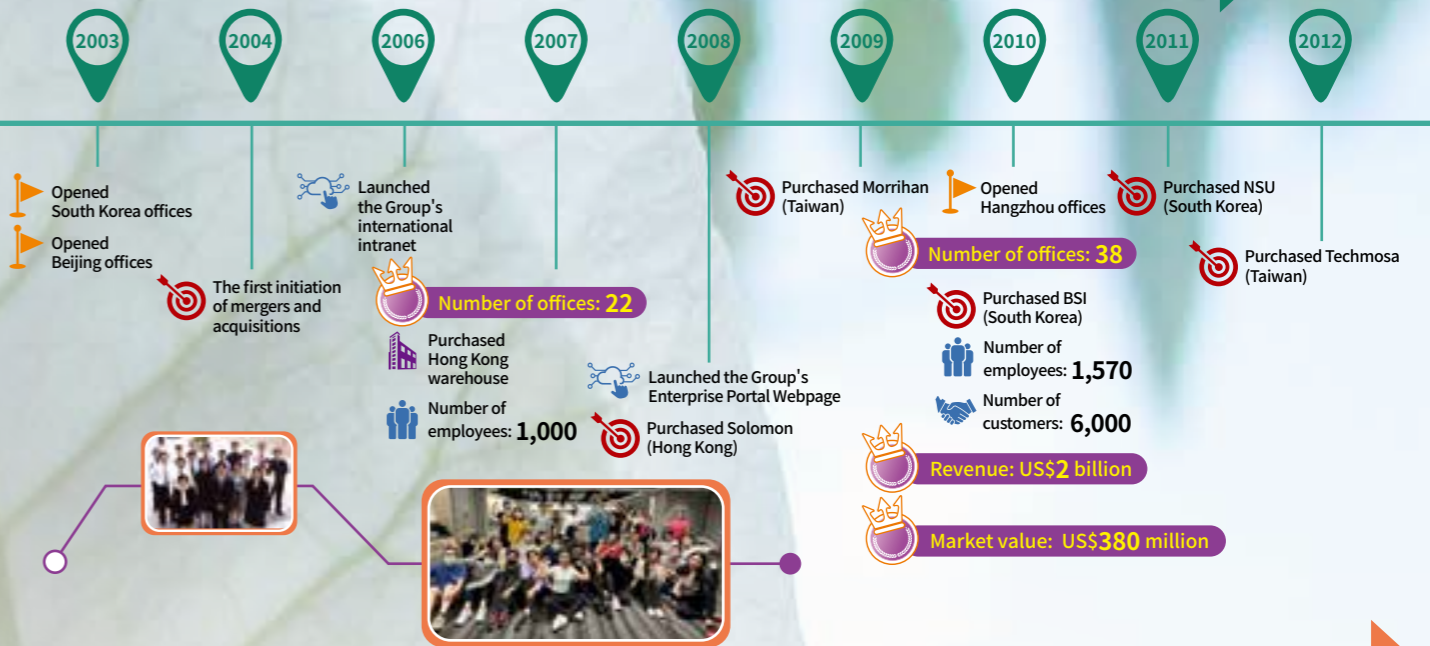 2003
2004
2006
2007
2008
2009
2010
2011
2012
Opened
South Korea offices
Opened
Beijing offices
The first initiation
of mergers and
acquisitions
Launched
the Group's
international
intranet
Number of offices: 22
Purchased
Hong Kong
warehouse
Number of
employees: 1,000
Launched the Group's
Enterprise Portal Webpage
Purchased Solomon
(Hong Kong)
Purchased Morrihan
(Taiwan)
Opened
Hangzhou offices
Number of offices: 38
Purchased BSI
(South Korea)
Number of
employees: 1,570
Number of
customers: 6,000
Revenue: US$2 billion
Market value: US$380 million
Purchased NSU
(South Korea)
Purchased Techmosa
(Taiwan)